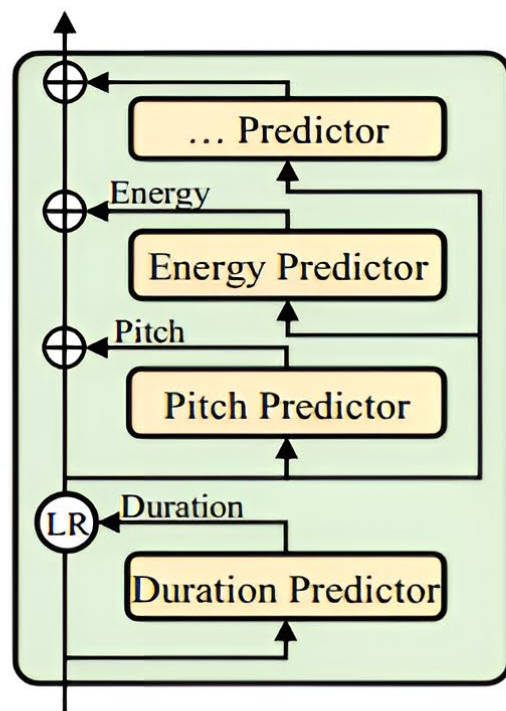 ... Predictor
Energy
Energy Predictor
Pitch
Pitch Predictor
LR
Duration
Duration Predictor